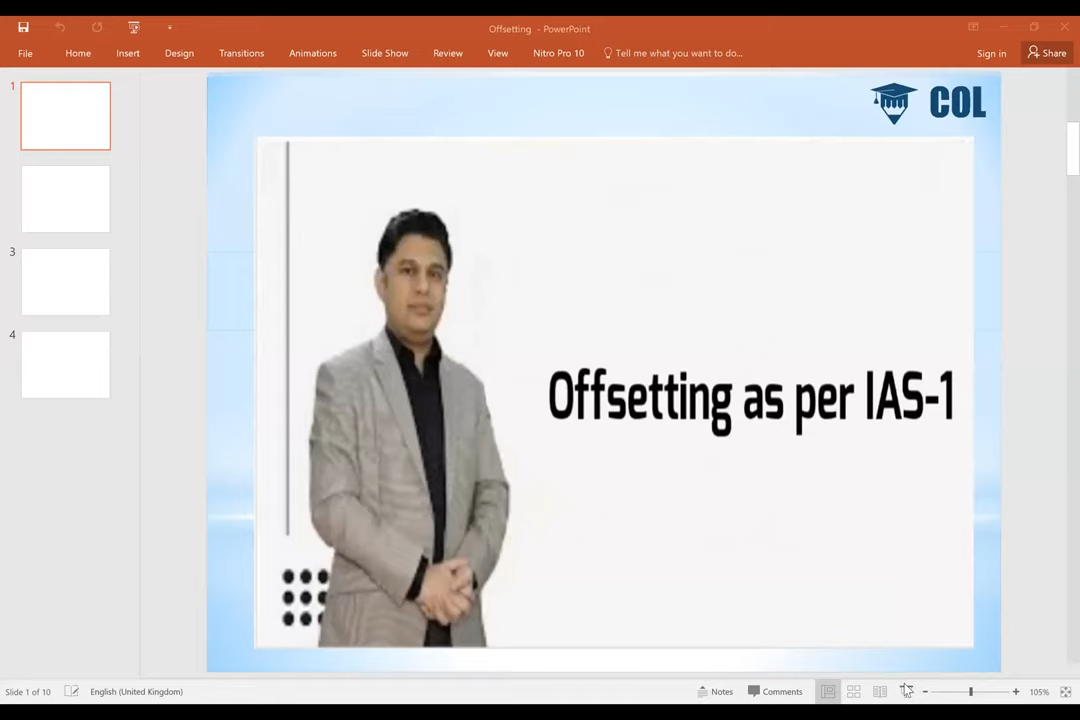 Offsetting - PowerPoint
File Home Insert Design Transitions Animations Slide Show Review View Nitro Pro 10 Tell me what you want to do... Sign in Share
1
3
4
COL
Offsetting as per IAS-1
Slide 1 of 10 English (United Kingdom) Notes Comments 105%